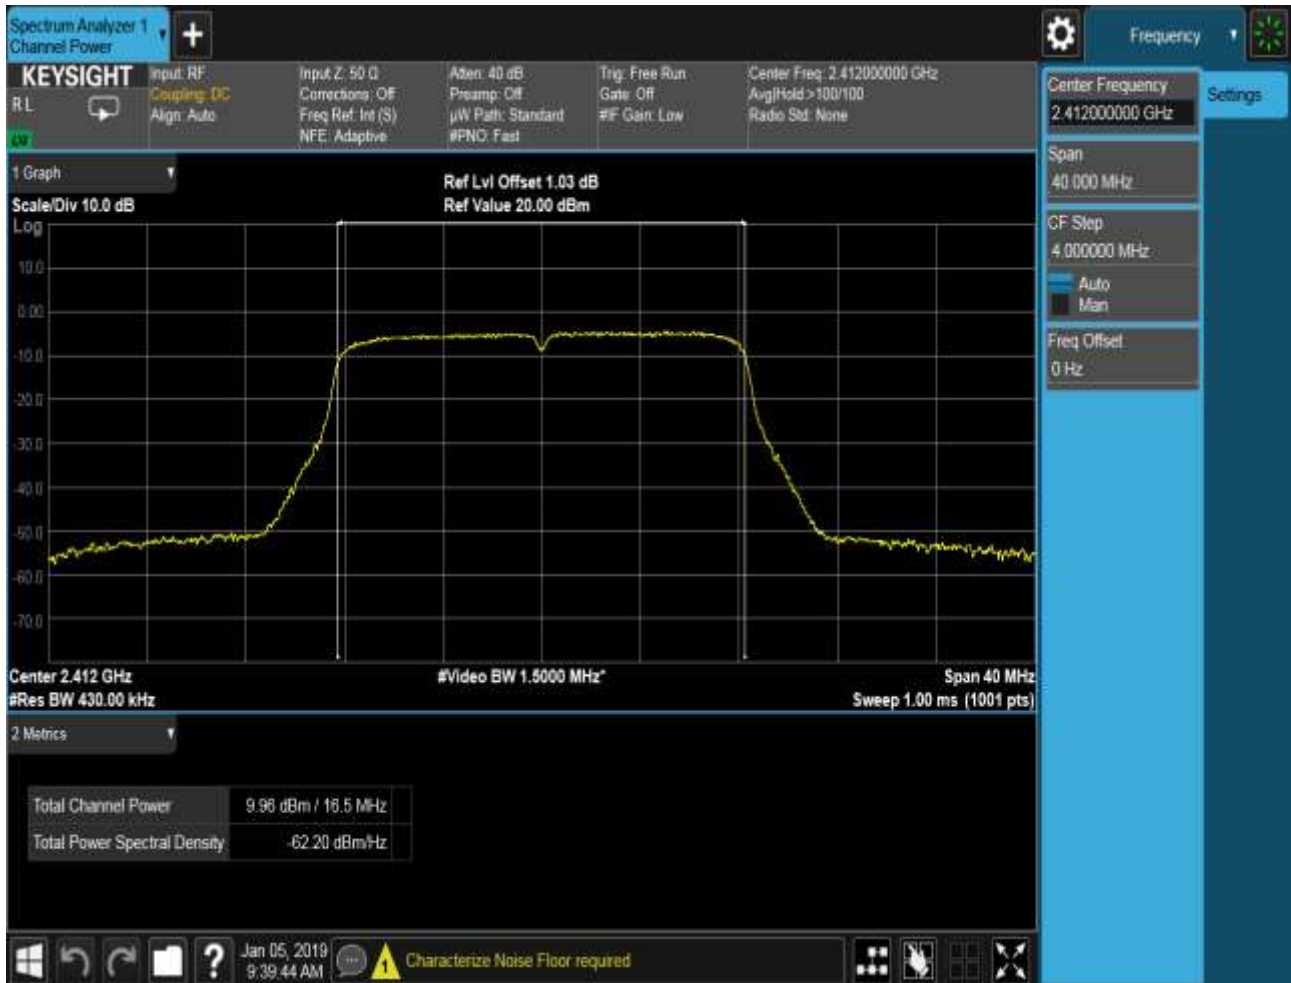 Spectrum Analyzer 1
Channel Power
Frequency
KEYSIGHT
R L
Input: RF
Coupling: DC
Align: Auto
Input Z: 50 Ω
Corrections: Off
Freq Ref: Int (S)
NFE: Adaptive
Atten: 40 dB
Preamp: Off
µW Path: Standard
#PNO: Fast
Trig: Free Run
Gate: Off
#IF Gain: Low
Center Freq: 2.412000000 GHz
Avg|Hold:>100/100
Radio Std: None
Center Frequency
2.412000000 GHz
Settings
Span
40.000 MHz
CF Step
4.000000 MHz
Auto
Man
Freq Offset
0 Hz
1 Graph
Scale/Div 10.0 dB
Ref Lvl Offset 1.03 dB
Ref Value 20.00 dBm
Log
10.0
0.00
-10.0
-20.0
-30.0
-40.0
-50.0
-60.0
-70.0
Center 2.412 GHz
#Video BW 1.5000 MHz*
Span 40 MHz
#Res BW 430.00 kHz
Sweep 1.00 ms (1001 pts)
2 Metrics
Total Channel Power
9.96 dBm / 16.5 MHz
Total Power Spectral Density
-62.20 dBm/Hz
Jan 05, 2019
9:39:44 AM
1
Characterize Noise Floor required